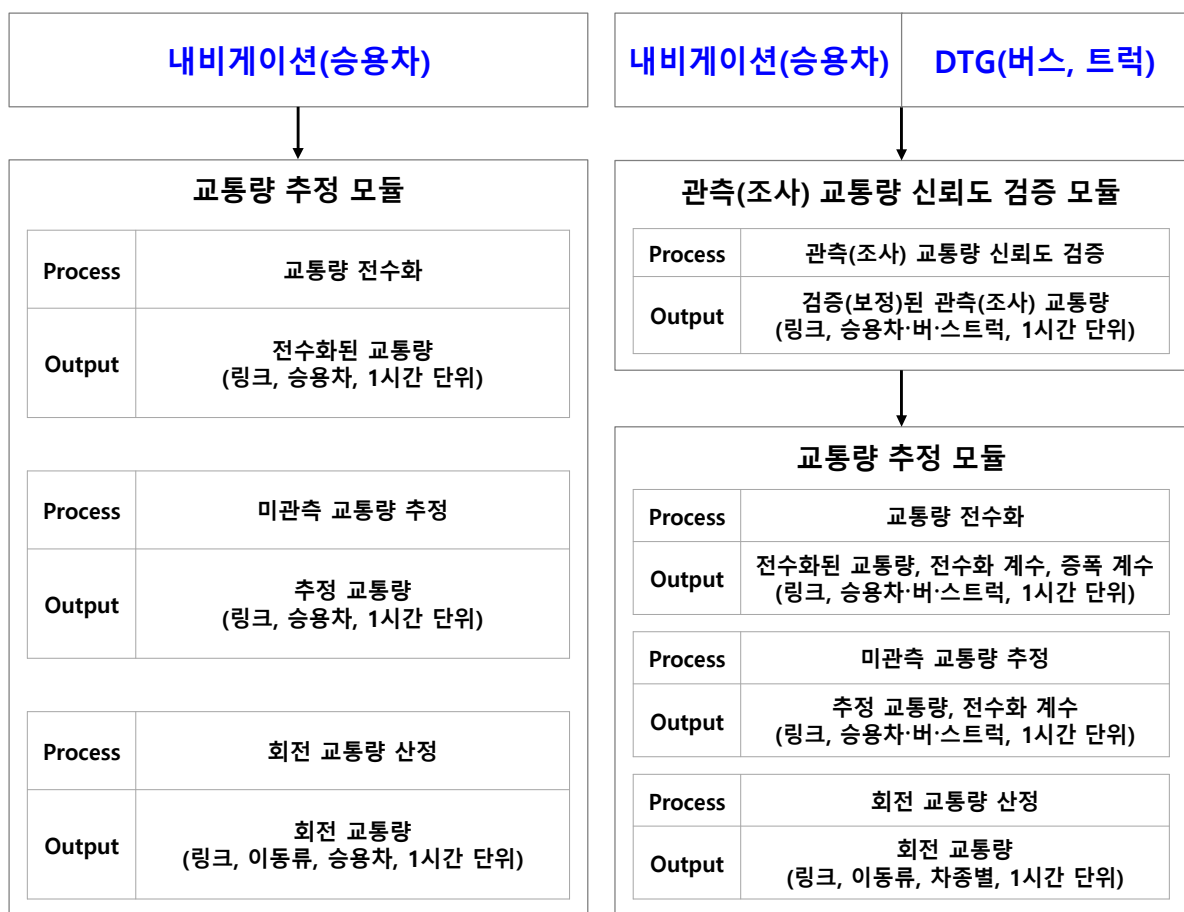 내비게이션(승용차)
교통량 추정 모듈
Process
교통량 전수화
Output
전수화된 교통량
(링크, 승용차, 1시간 단위)
Process
미관측 교통량 추정
Output
추정 교통량
(링크, 승용차, 1시간 단위)
Process
회전 교통량 산정
Output
회전 교통량
(링크, 이동류, 승용차, 1시간 단위)
내비게이션(승용차)
DTG(버스, 트럭)
관측(조사) 교통량 신뢰도 검증 모듈
Process
관측(조사) 교통량 신뢰도 검증
Output
검증(보정)된 관측(조사) 교통량
(링크, 승용차·버·스트럭, 1시간 단위)
교통량 추정 모듈
Process
교통량 전수화
Output
전수화된 교통량, 전수화 계수, 증폭 계수
(링크, 승용차·버·스트럭, 1시간 단위)
Process
미관측 교통량 추정
Output
추정 교통량, 전수화 계수
(링크, 승용차·버·스트럭, 1시간 단위)
Process
회전 교통량 산정
Output
회전 교통량
(링크, 이동류, 차종별, 1시간 단위)